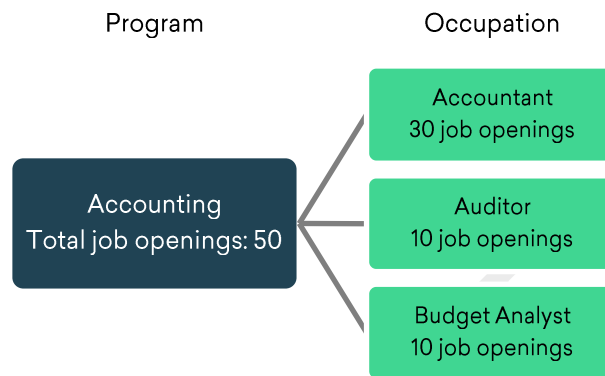 Program
Occupation
Accounting
Total job openings: 50
Accountant
30 job openings
Auditor
10 job openings
Budget Analyst
10 job openings